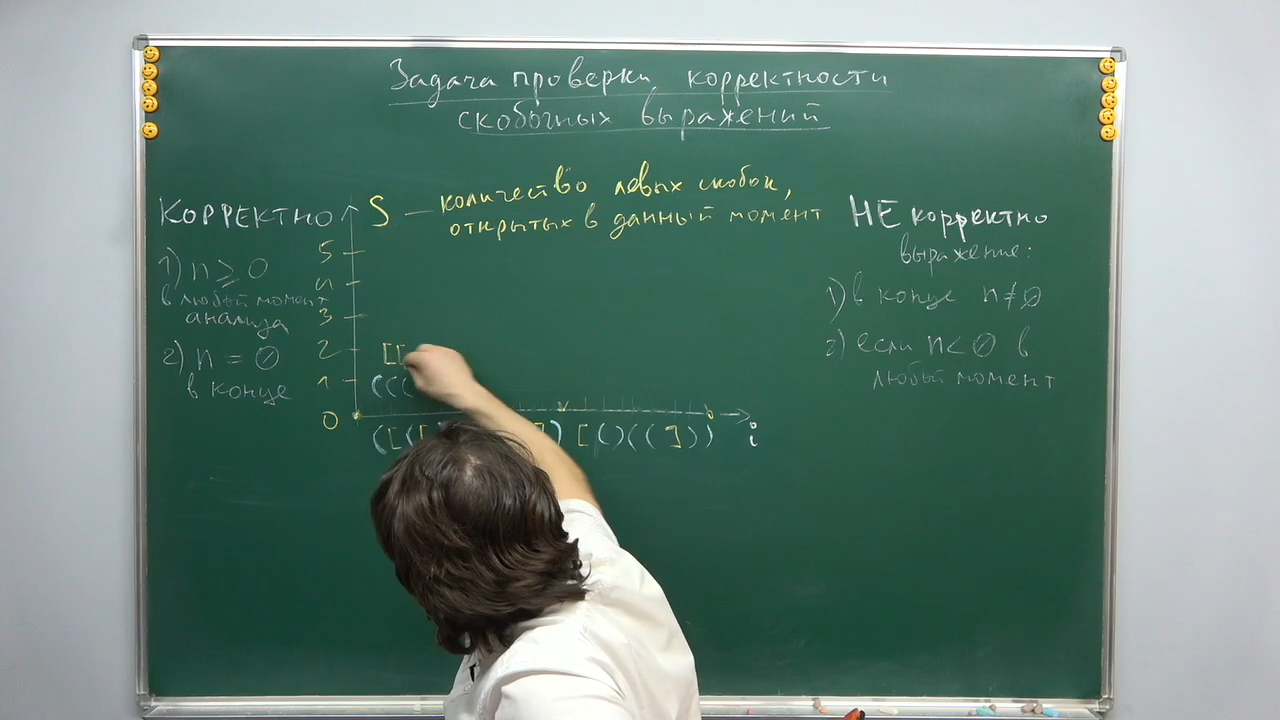 Задача проверки корректности
скобочных выражений
КОРРЕКТНО
1) n ⩾ 0
в любой момент
анализа
2) n = 0
в конце
S — количество левых скобок,
открытых в данный момент
5
4
3
2
1
0
[[
(((
([([
]) [()((]))
i
НЕ корректно
выражение:
1) в конце n ≠ 0
2) если n < 0 в
любый момент